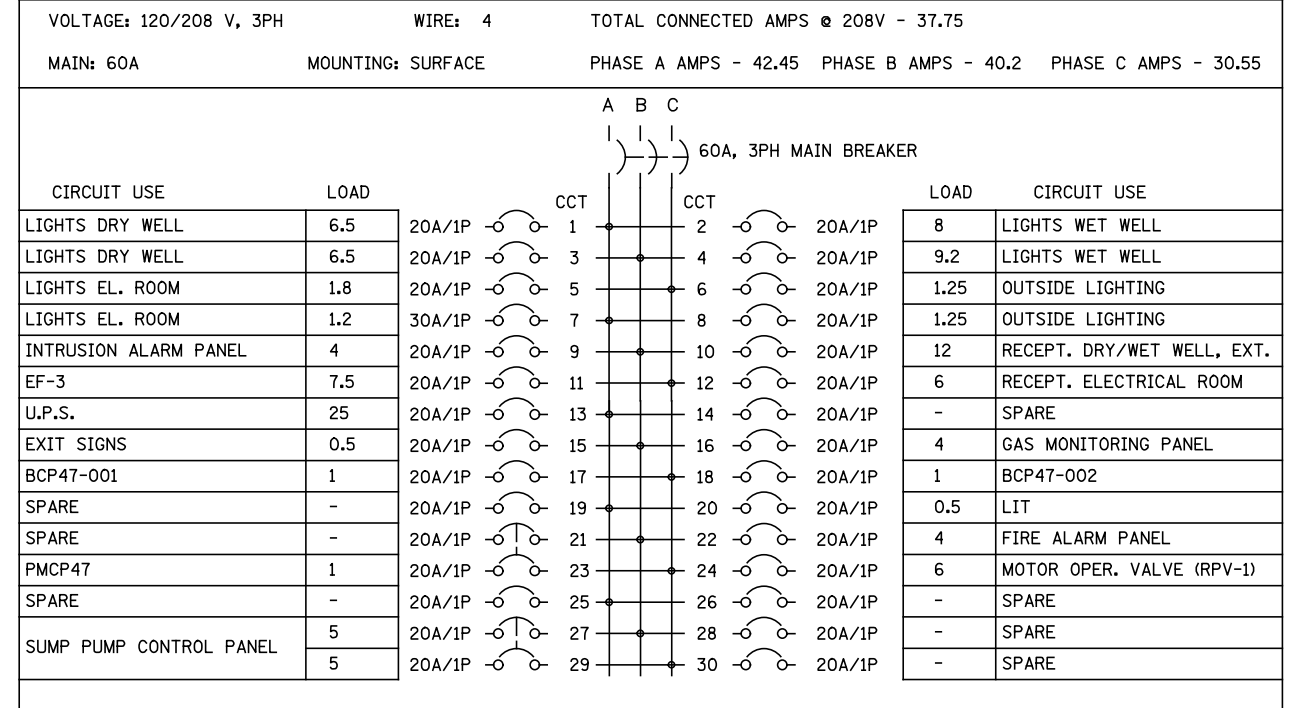 VOLTAGE: 120/208 V, 3PH WIRE: 4 TOTAL CONNECTED AMPS @ 208V - 37.75
MAIN: 60A MOUNTING: SURFACE PHASE A AMPS - 42.45 PHASE B AMPS - 40.2 PHASE C AMPS - 30.55
A B C
60A, 3PH MAIN BREAKER
CIRCUIT USE LOAD CCT CCT LOAD CIRCUIT USE
LIGHTS DRY WELL 6.5 20A/1P 1 2 20A/1P 8 LIGHTS WET WELL
LIGHTS DRY WELL 6.5 20A/1P 3 4 20A/1P 9.2 LIGHTS WET WELL
LIGHTS EL. ROOM 1.8 20A/1P 5 6 20A/1P 1.25 OUTSIDE LIGHTING
LIGHTS EL. ROOM 1.2 30A/1P 7 8 20A/1P 1.25 OUTSIDE LIGHTING
INTRUSION ALARM PANEL 4 20A/1P 9 10 20A/1P 12 RECEPT. DRY/WET WELL, EXT.
EF-3 7.5 20A/1P 11 12 20A/1P 6 RECEPT. ELECTRICAL ROOM
U.P.S. 25 20A/1P 13 14 20A/1P - SPARE
EXIT SIGNS 0.5 20A/1P 15 16 20A/1P 4 GAS MONITORING PANEL
BCP47-001 1 20A/1P 17 18 20A/1P 1 BCP47-002
SPARE - 20A/1P 19 20 20A/1P 0.5 LIT
SPARE - 20A/1P 21 22 20A/1P 4 FIRE ALARM PANEL
PMCP47 1 20A/1P 23 24 20A/1P 6 MOTOR OPER. VALVE (RPV-1)
SPARE - 20A/1P 25 26 20A/1P - SPARE
SUMP PUMP CONTROL PANEL 5 20A/1P 27 28 20A/1P - SPARE
5 20A/1P 29 30 20A/1P - SPARE